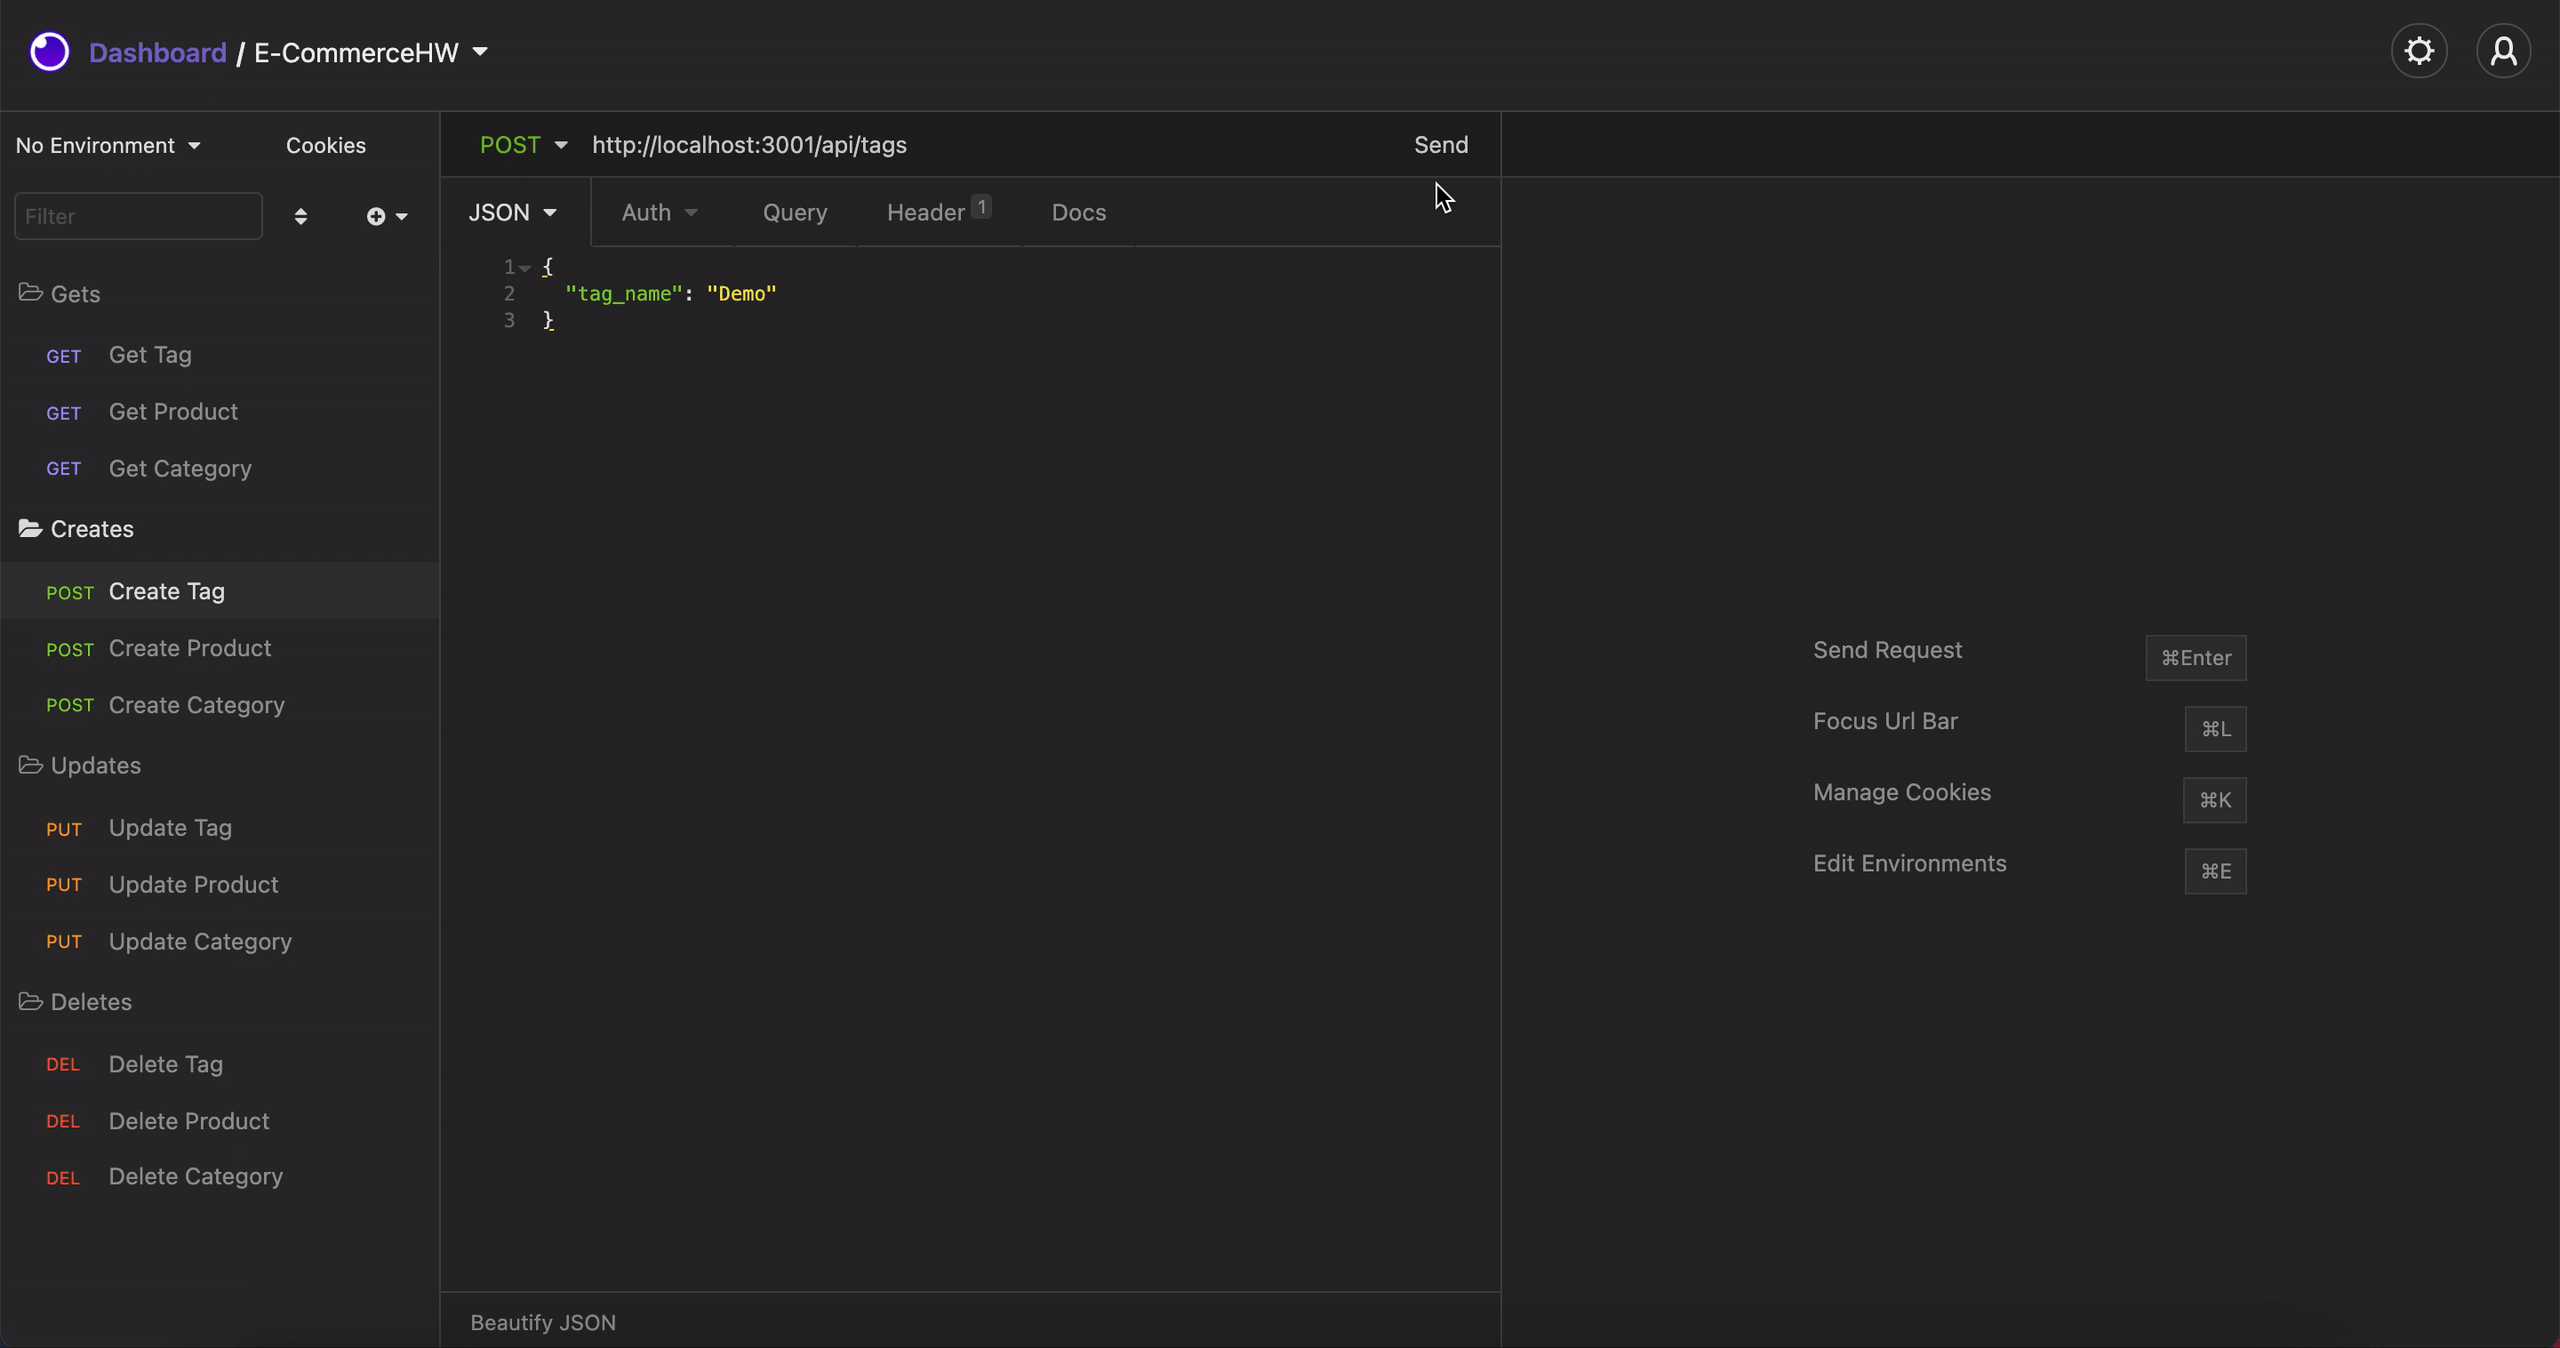 Dashboard / E-CommerceHW
No Environment
Cookies
Filter
Gets
GET Get Tag
GET Get Product
GET Get Category
Creates
POST Create Tag
POST Create Product
POST Create Category
Updates
PUT Update Tag
PUT Update Product
PUT Update Category
Deletes
DEL Delete Tag
DEL Delete Product
DEL Delete Category
POST http://localhost:3001/api/tags Send
JSON Auth Query Header 1 Docs
1 {
2 "tag_name": "Demo"
3 }
Beautify JSON
Send Request ⌘Enter
Focus Url Bar ⌘L
Manage Cookies ⌘K
Edit Environments ⌘E